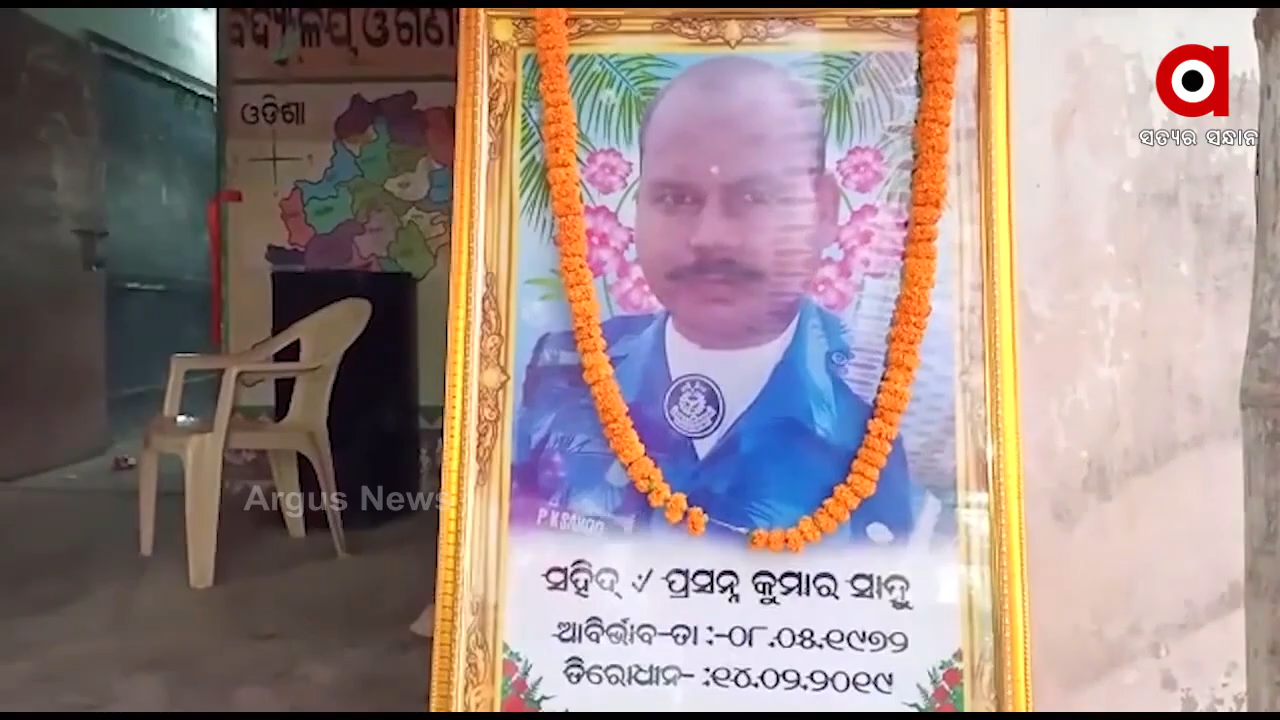 ବିଦ୍ୟାଳୟ ଓଗଣା
ଓଡ଼ିଶା
ସତ୍ୟର ସନ୍ଧାନ
Argus News
P K SAHOO
ସହିଦ୍ :/ ପ୍ରସନ୍ନ କୁମାର ସାହୁ
ଆବିର୍ଭାବ-ତା :-୦୮.୦୫.୧୯୭୨
ତିରୋଧାନ- :୧୪.୦୨.୨୦୧୯